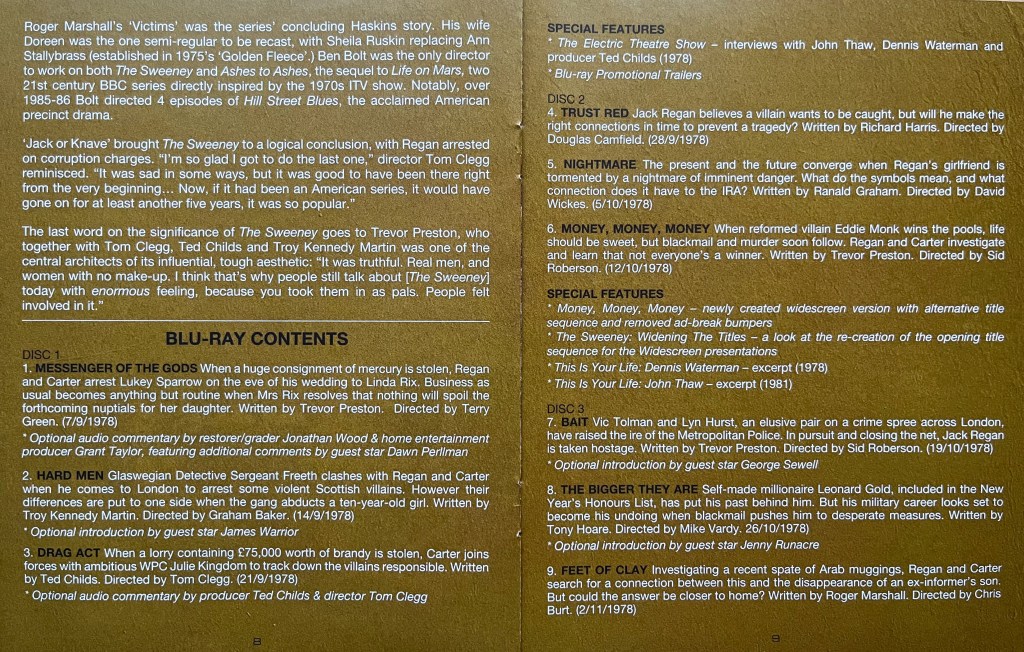 Roger Marshall's 'Victims' was the series' concluding Haskins story. His wife
Doreen was the one semi-regular to be recast, with Sheila Ruskin replacing Ann
Stallybrass (established in 1975's 'Golden Fleece'.) Ben Bolt was the only director
to work on both The Sweeney and Ashes to Ashes, the sequel to Life on Mars, two
21st century BBC series directly inspired by the 1970s ITV show. Notably, over
1985-86 Bolt directed 4 episodes of Hill Street Blues, the acclaimed American
precinct drama.
'Jack or Knave' brought The Sweeney to a logical conclusion, with Regan arrested
on corruption charges. "I'm so glad I got to do the last one," director Tom Clegg
reminisced. "It was sad in some ways, but it was good to have been there right
from the very beginning... Now, if it had been an American series, it would have
gone on for at least another five years, it was so popular."
The last word on the significance of The Sweeney goes to Trevor Preston, who
together with Tom Clegg, Ted Childs and Troy Kennedy Martin was one of the
central architects of its influential, tough aesthetic: "It was truthful. Real men, and
women with no make-up. I think that's why people still talk about [The Sweeney]
today with enormous feeling, because you took them in as pals. People felt
involved in it."
BLU-RAY CONTENTS
DISC 1
1. MESSENGER OF THE GODS When a huge consignment of mercury is stolen, Regan
and Carter arrest Lukey Sparrow on the eve of his wedding to Linda Rix. Business as
usual becomes anything but routine when Mrs Rix resolves that nothing will spoil the
forthcoming nuptials for her daughter. Written by Trevor Preston. Directed by Terry
Green. (7/9/1978)
* Optional audio commentary by restorer/grader Jonathan Wood & home entertainment
producer Grant Taylor, featuring additional comments by guest star Dawn Perllman
2. HARD MEN Glaswegian Detective Sergeant Freeth clashes with Regan and Carter
when he comes to London to arrest some violent Scottish villains. However their
differences are put to one side when the gang abducts a ten-year-old girl. Written by
Troy Kennedy Martin. Directed by Graham Baker. (14/9/1978)
* Optional introduction by guest star James Warrior
3. DRAG ACT When a lorry containing £75,000 worth of brandy is stolen, Carter joins
forces with ambitious WPC Julie Kingdom to track down the villains responsible. Written
by Ted Childs. Directed by Tom Clegg. (21/9/1978)
* Optional audio commentary by producer Ted Childs & director Tom Clegg
SPECIAL FEATURES
* The Electric Theatre Show – interviews with John Thaw, Dennis Waterman and
producer Ted Childs (1978)
* Blu-ray Promotional Trailers
DISC 2
4. TRUST RED Jack Regan believes a villain wants to be caught, but will he make the
right connections in time to prevent a tragedy? Written by Richard Harris. Directed by
Douglas Camfield. (28/9/1978)
5. NIGHTMARE The present and the future converge when Regan's girlfriend is
tormented by a nightmare of imminent danger. What do the symbols mean, and what
connection does it have to the IRA? Written by Ranald Graham. Directed by David
Wickes. (5/10/1978)
6. MONEY, MONEY, MONEY When reformed villain Eddie Monk wins the pools, life
should be sweet, but blackmail and murder soon follow. Regan and Carter investigate
and learn that not everyone's a winner. Written by Trevor Preston. Directed by Sid
Roberson. (12/10/1978)
SPECIAL FEATURES
* Money, Money, Money – newly created widescreen version with alternative title
sequence and removed ad-break bumpers
* The Sweeney: Widening The Titles – a look at the re-creation of the opening title
sequence for the Widescreen presentations
* This Is Your Life: Dennis Waterman – excerpt (1978)
* This Is Your Life: John Thaw – excerpt (1981)
DISC 3
7. BAIT Vic Tolman and Lyn Hurst, an elusive pair on a crime spree across London,
have raised the ire of the Metropolitan Police. In pursuit and closing the net, Jack Regan
is taken hostage. Written by Trevor Preston. Directed by Sid Roberson. (19/10/1978)
* Optional introduction by guest star George Sewell
8. THE BIGGER THEY ARE Self-made millionaire Leonard Gold, included in the New
Year's Honours List, has put his past behind him. But his military career looks set to
become his undoing when blackmail pushes him to desperate measures. Written by
Tony Hoare. Directed by Mike Vardy. 26/10/1978)
* Optional introduction by guest star Jenny Runacre
9. FEET OF CLAY Investigating a recent spate of Arab muggings, Regan and Carter
search for a connection between this and the disappearance of an ex-informer's son.
But could the answer be closer to home? Written by Roger Marshall. Directed by Chris
Burt. (2/11/1978)